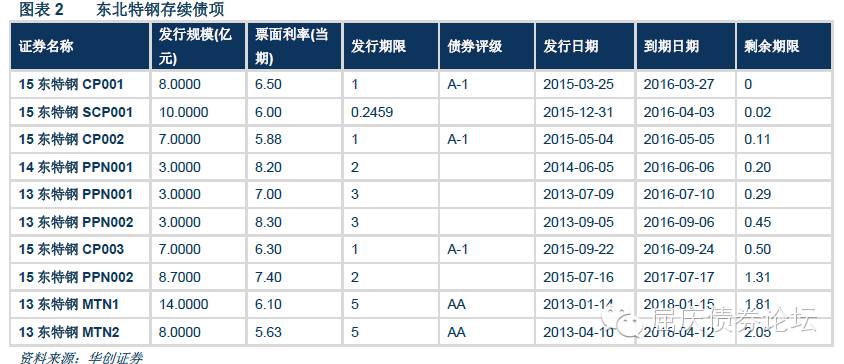 图表 2 东北特钢存续债项
证券名称 发行规模(亿元) 票面利率(当期) 发行期限 债券评级 发行日期 到期日期 剩余期限
15 东特钢 CP001 8.0000 6.50 1 A-1 2015-03-25 2016-03-27 0
15 东特钢 SCP001 10.0000 6.00 0.2459 2015-12-31 2016-04-03 0.02
15 东特钢 CP002 7.0000 5.88 1 A-1 2015-05-04 2016-05-05 0.11
14 东特钢 PPN001 3.0000 8.20 2 2014-06-05 2016-06-06 0.20
13 东特钢 PPN001 3.0000 7.00 3 2013-07-09 2016-07-10 0.29
13 东特钢 PPN002 3.0000 8.30 3 2013-09-05 2016-09-06 0.45
15 东特钢 CP003 7.0000 6.30 1 A-1 2015-09-22 2016-09-24 0.50
15 东特钢 PPN002 8.7000 7.40 2 2015-07-16 2017-07-17 1.31
13 东特钢 MTN1 14.0000 6.10 5 AA 2013-01-14 2018-01-15 1.81
13 东特钢 MTN2 8.0000 5.63 5 AA 2013-04-10 2018-04-12 2.05
屈庆债券论坛
资料来源：华创证券